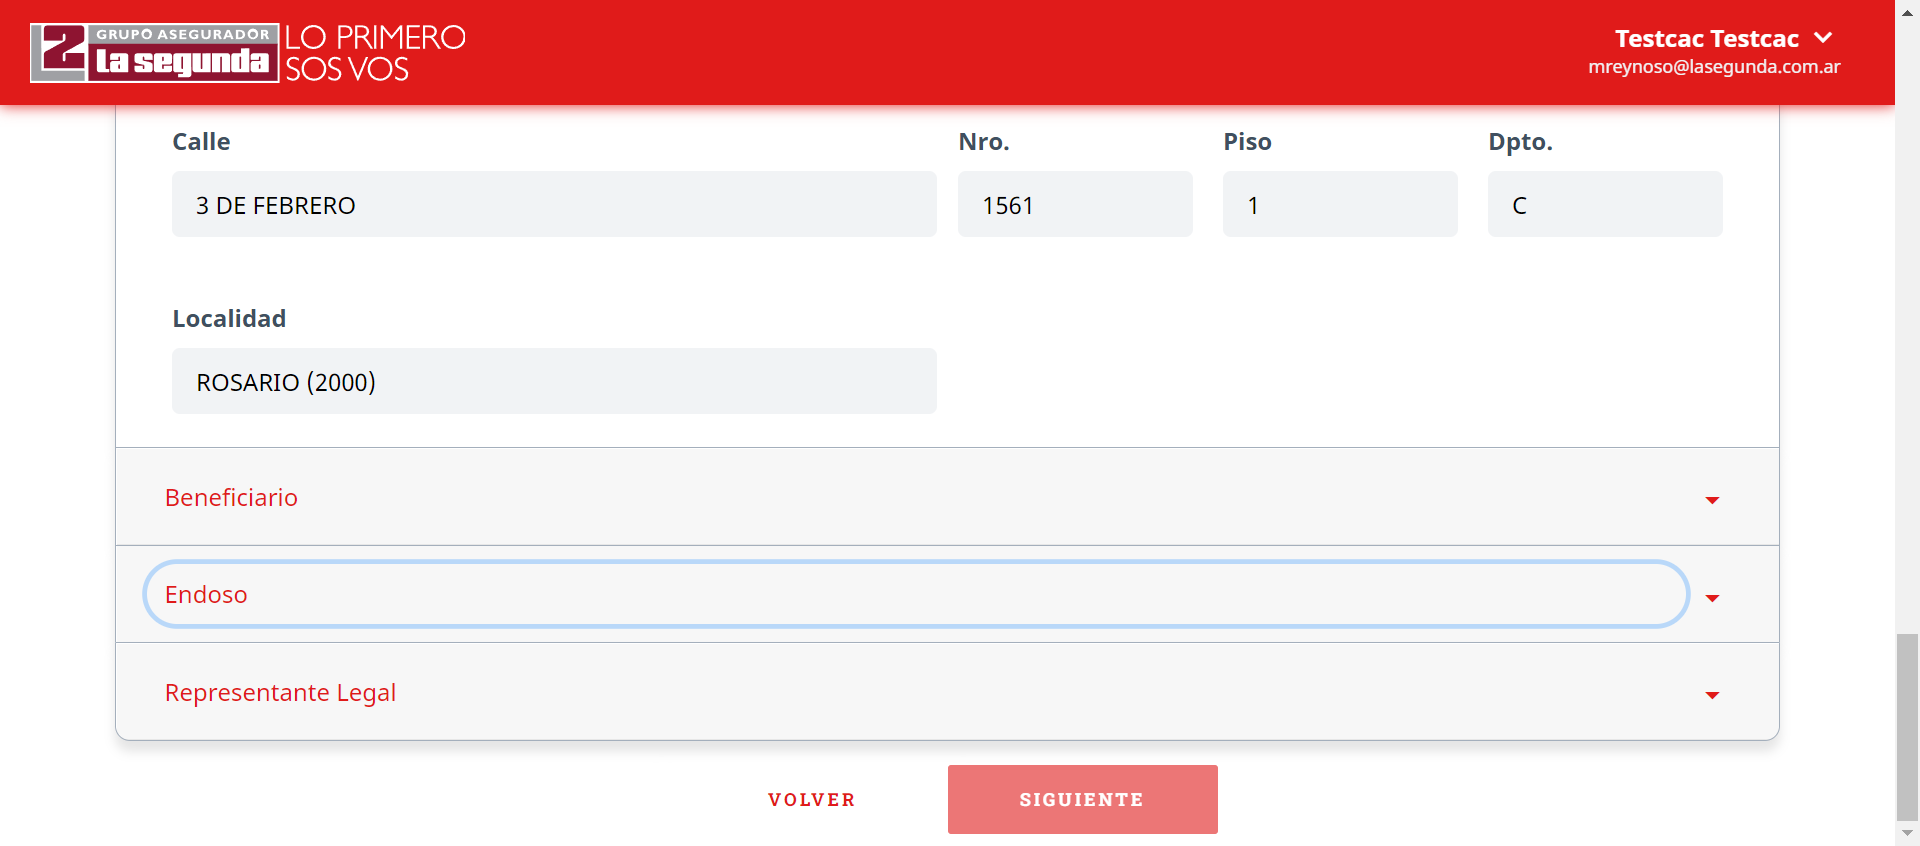 GRUPO ASEGURADOR
La segunda
LO PRIMERO
SOS VOS
Testcac Testcac
mreynoso@lasegunda.com.ar
Calle
Nro.
Piso
Dpto.
3 DE FEBRERO
1561
1
C
Localidad
ROSARIO (2000)
Beneficiario
Endoso
Representante Legal
VOLVER
SIGUIENTE